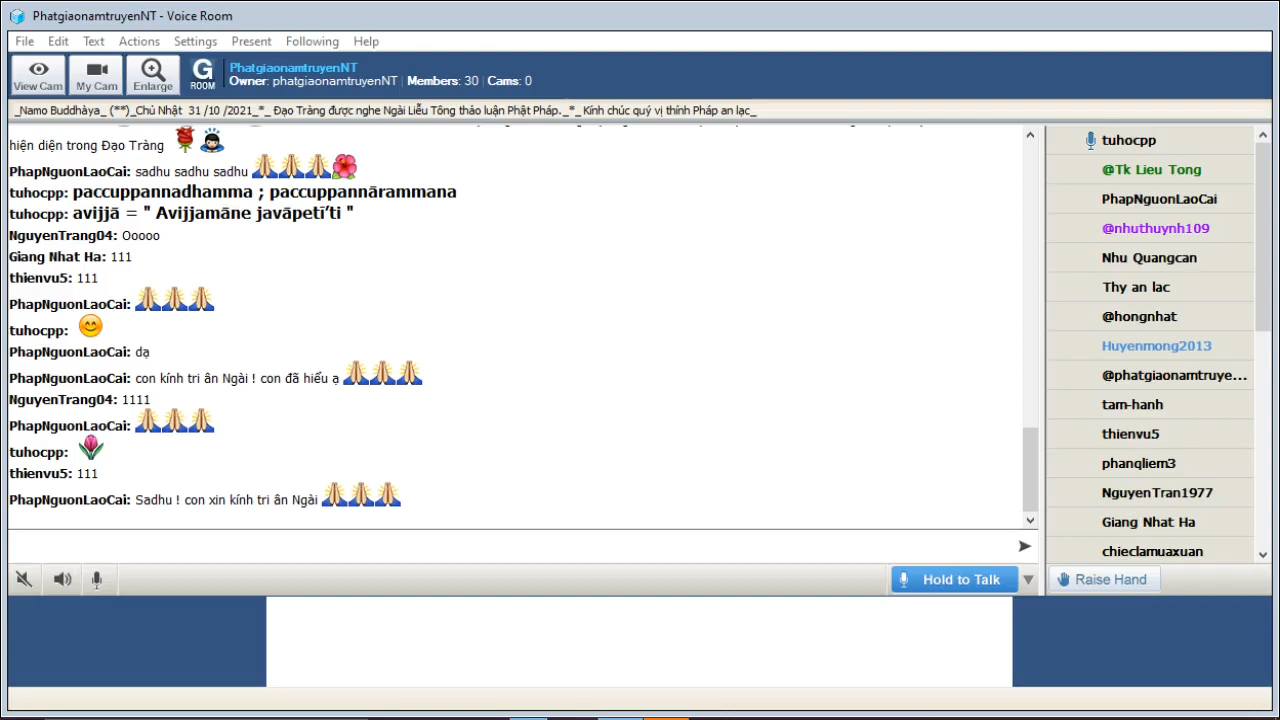 PhatgiaonamtruyenNT - Voice Room
File Edit Text Actions Settings Present Following Help
View Cam My Cam Enlarge G ROOM
PhatgiaonamtruyenNT
Owner: phatgiaonamtruyenNT | Members: 30 | Cams: 0
_Namo Buddhàya_ (**)_Chủ Nhật 31 /10 /2021_*_ Đạo Tràng được nghe Ngài Liễu Tông thảo luận Phật Pháp._*_Kính chúc quý vị thính Pháp an lạc_
hiện diện trong Đạo Tràng
PhapNguonLaoCai: sadhu sadhu sadhu
tuhocpp: paccuppannadhamma ; paccuppannārammana
tuhocpp: avijjā = " Avijjamāne javāpetī’ti "
NguyenTrang04: Ooooo
Giang Nhat Ha: 111
thienvu5: 111
PhapNguonLaoCai:
tuhocpp:
PhapNguonLaoCai: dạ
PhapNguonLaoCai: con kính tri ân Ngài ! con đã hiểu ạ
NguyenTrang04: 1111
PhapNguonLaoCai:
tuhocpp:
thienvu5: 111
PhapNguonLaoCai: Sadhu ! con xin kính tri ân Ngài
Hold to Talk
tuhocpp
@Tk Lieu Tong
PhapNguonLaoCai
@nhuthuynh109
Nhu Quangcan
Thy an lac
@hongnhat
Huyenmong2013
@phatgiaonamtruye...
tam-hanh
thienvu5
phanqliem3
NguyenTran1977
Giang Nhat Ha
chieclamuaxuan
Raise Hand